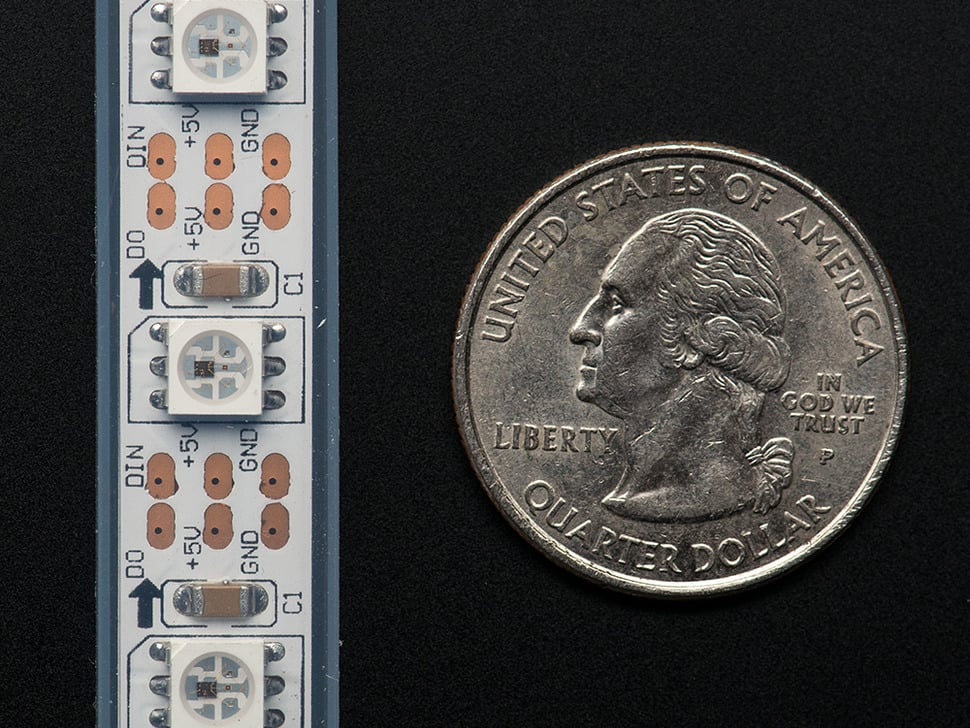 DIN +5V GND
DO +5V GND
C1
DIN +5V GND
DO +5V GND
C1
UNITED STATES OF AMERICA
LIBERTY
IN
GOD WE
TRUST
P
QUARTER DOLLAR